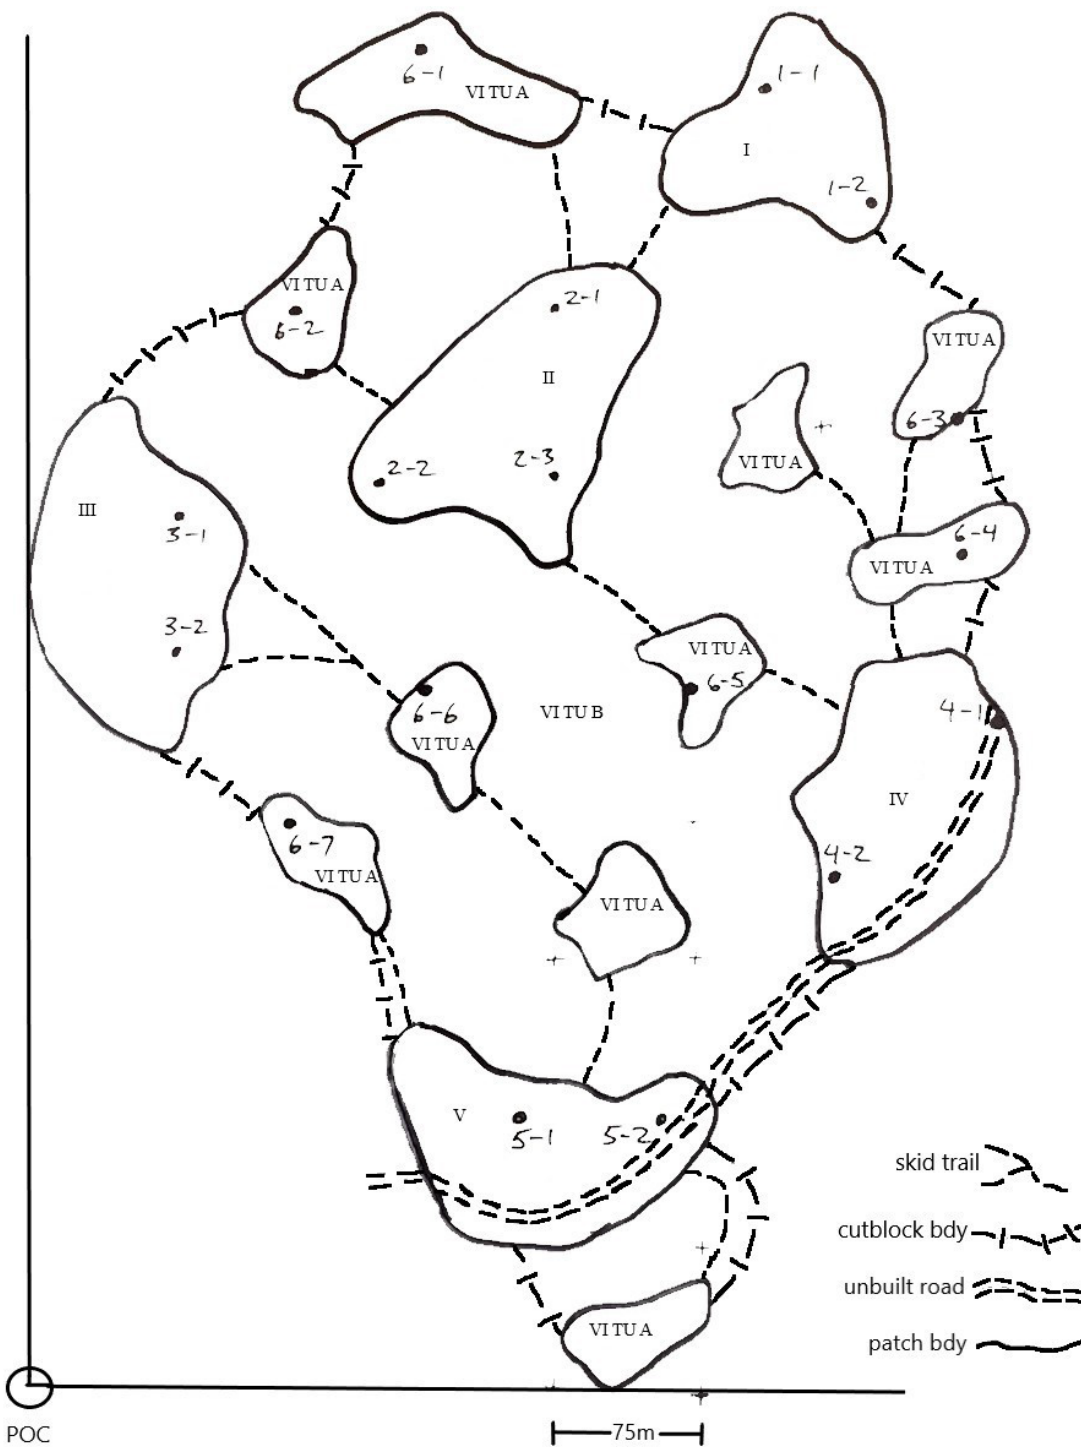 6-1
VITUA
1-1
I
1-2
VITUA
6-2
2-1
II
2-2
2-3
VITUA
6-3
VITUA
III
3-1
3-2
6-4
VITUA
VITUA
6-5
6-6
VITUA
VITUB
4-1
IV
4-2
6-7
VITUA
VITUA
V
5-1
5-2
VITUA
skid trail
cutblock bdy
unbuilt road
patch bdy
POC
75m